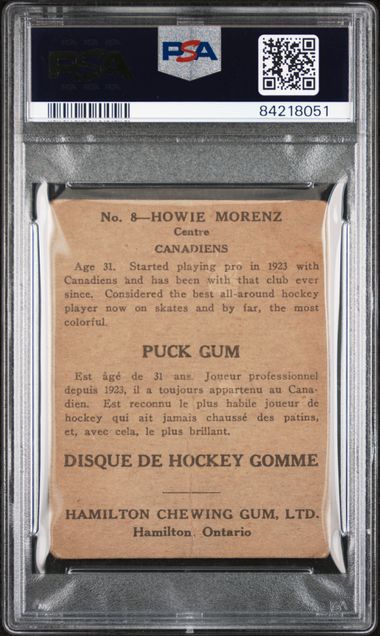 PSA
PSA
84218051
No. 8—HOWIE MORENZ
Centre
CANADIENS
Age 31. Started playing pro in 1923 with
Canadiens and has been with that club ever
since. Considered the best all-around hockey
player now on skates and by far, the most
colorful.
PUCK GUM
Est âgé de 31 ans. Joueur professionnel
depuis 1923, il a toujours appartenu au Cana-
dien. Est reconnu le plus habile joueur de
hockey qui ait jamais chaussé des patins,
et, avec cela, le plus brillant.
DISQUE DE HOCKEY GOMME
HAMILTON CHEWING GUM, LTD.
Hamilton, Ontario